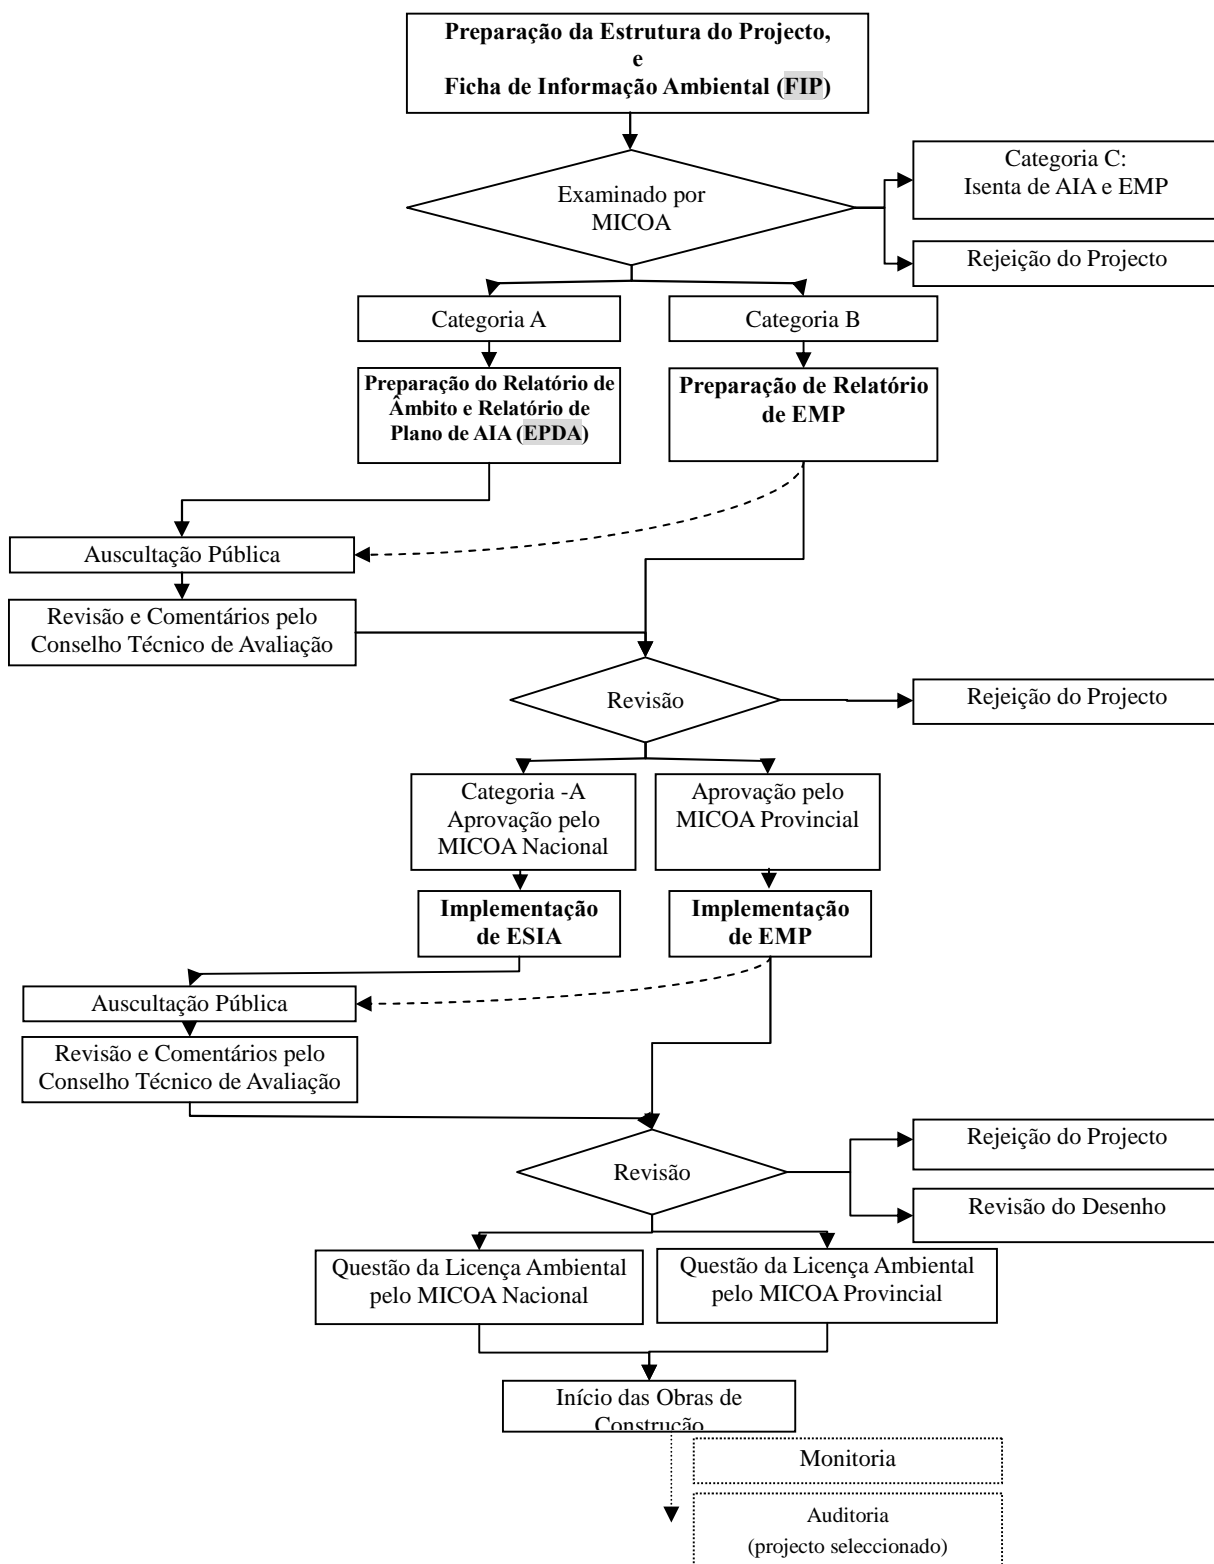 Preparação da Estrutura do Projecto,
e
Ficha de Informação Ambiental (FIP)
Examinado por
MICOA
Categoria C:
Isenta de AIA e EMP
Rejeição do Projecto
Categoria A
Categoria B
Preparação do Relatório de
Âmbito e Relatório de
Plano de AIA (EPDA)
Preparação de Relatório
de EMP
Auscultação Pública
Revisão e Comentários pelo
Conselho Técnico de Avaliação
Revisão
Rejeição do Projecto
Categoria -A
Aprovação pelo
MICOA Nacional
Aprovação pelo
MICOA Provincial
Implementação
de ESIA
Implementação
de EMP
Auscultação Pública
Revisão e Comentários pelo
Conselho Técnico de Avaliação
Revisão
Rejeição do Projecto
Revisão do Desenho
Questão da Licença Ambiental
pelo MICOA Nacional
Questão da Licença Ambiental
pelo MICOA Provincial
Início das Obras de
Construção
Monitoria
Auditoria
(projecto seleccionado)